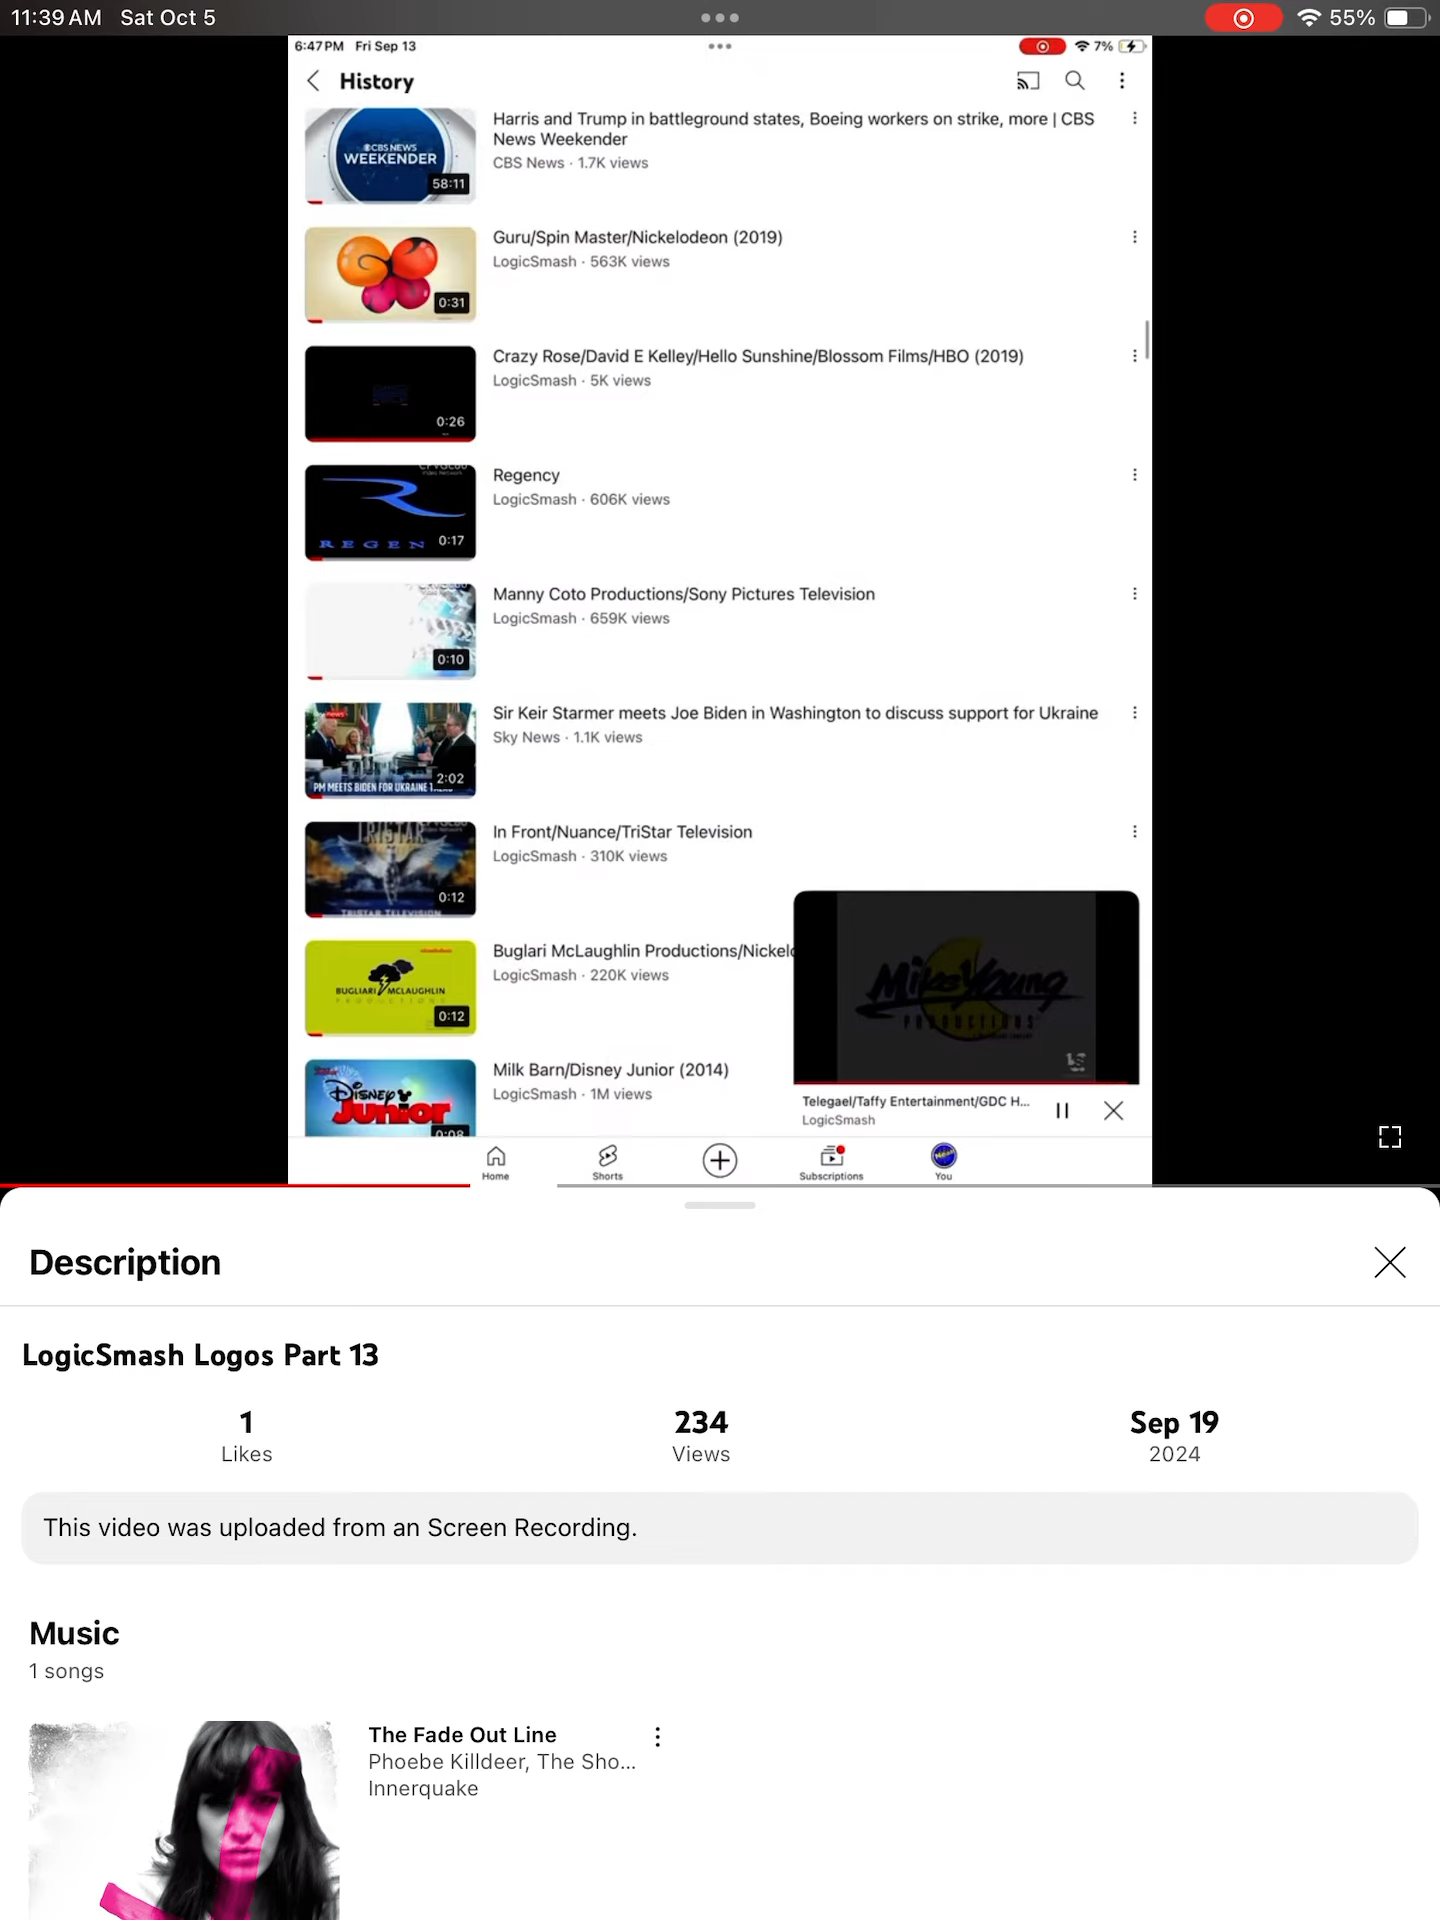 11:39 AM Sat Oct 5
55%
6:47 PM Fri Sep 13
7%
History
Harris and Trump in battleground states, Boeing workers on strike, more | CBS
News Weekender
CBS News · 1.7K views
CBS NEWS
WEEKENDER
58:11
Guru/Spin Master/Nickelodeon (2019)
LogicSmash · 563K views
0:31
Crazy Rose/David E Kelley/Hello Sunshine/Blossom Films/HBO (2019)
LogicSmash · 5K views
0:26
Regency
LogicSmash · 606K views
R E G E N
0:17
Manny Coto Productions/Sony Pictures Television
LogicSmash · 659K views
0:10
Sir Keir Starmer meets Joe Biden in Washington to discuss support for Ukraine
Sky News · 1.1K views
news
2:02
PM MEETS BIDEN FOR UKRAINE
In Front/Nuance/TriStar Television
LogicSmash · 310K views
TRISTAR
0:12
TRISTAR TELEVISION
Buglari McLaughlin Productions/Nickelo
LogicSmash · 220K views
BUGLIARI MCLAUGHLIN
PRODUCTIONS
0:12
Milk Barn/Disney Junior (2014)
LogicSmash · 1M views
Disney
Junior
0:08
Mike Young
PRODUCTIONS
Telegael/Taffy Entertainment/GDC H...
LogicSmash
Home
Shorts
Subscriptions
You
Description
LogicSmash Logos Part 13
1
Likes
234
Views
Sep 19
2024
This video was uploaded from an Screen Recording.
Music
1 songs
The Fade Out Line
Phoebe Killdeer, The Sho...
Innerquake